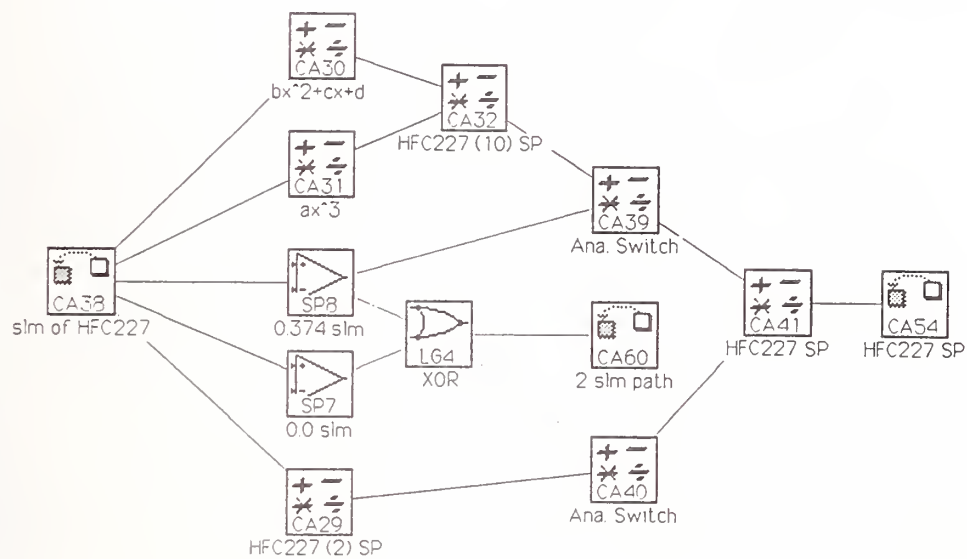 CA30
bx^2+cx+d
CA32
HFC227 (10) SP
CA31
ax^3
CA39
Ana. Switch
CA38
slm of HFC227
SP8
0.374 slm
LG4
XOR
CA60
2 slm path
CA41
HFC227 SP
CA54
HFC227 SP
SP7
0.0 slm
CA29
HFC227 (2) SP
CA40
Ana. Switch